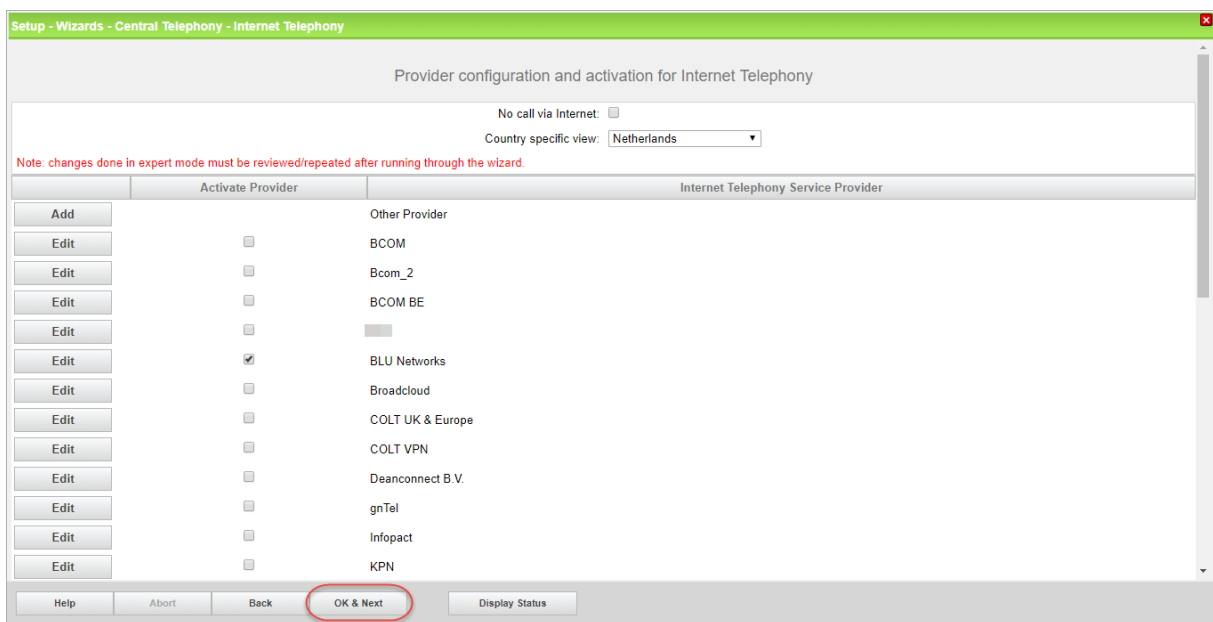 Setup - Wizards - Central Telephony - Internet Telephony
Provider configuration and activation for Internet Telephony
No call via Internet:
Country specific view: Netherlands
Note: changes done in expert mode must be reviewed/repeated after running through the wizard.
Activate Provider Internet Telephony Service Provider
Add Other Provider
Edit BCOM
Edit Bcom_2
Edit BCOM BE
Edit
Edit BLU Networks
Edit Broadcloud
Edit COLT UK & Europe
Edit COLT VPN
Edit Deanconnect B.V.
Edit gnTel
Edit Infopact
Edit KPN
Help Abort Back OK & Next Display Status